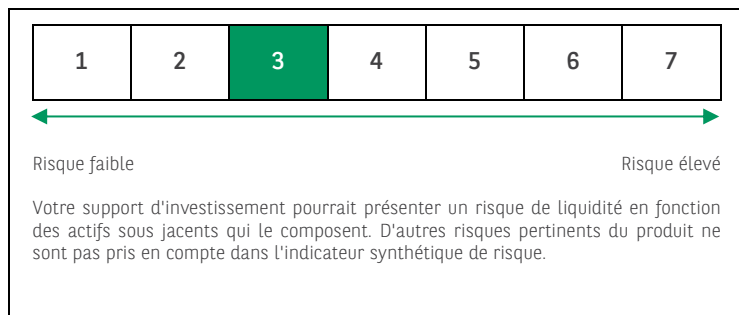 1 2 3 4 5 6 7
Risque faible Risque élevé
Votre support d'investissement pourrait présenter un risque de liquidité en fonction
des actifs sous jacents qui le composent. D'autres risques pertinents du produit ne
sont pas pris en compte dans l'indicateur synthétique de risque.